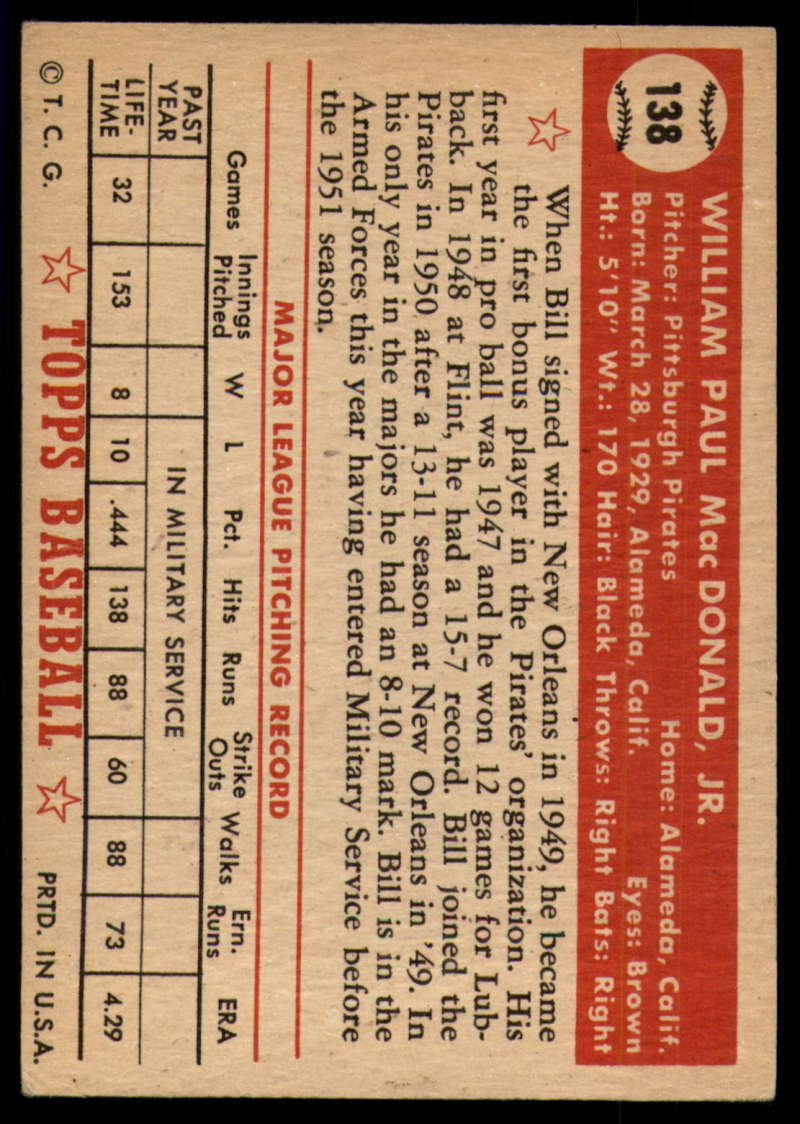 138
WILLIAM PAUL Mac DONALD, JR.
Pitcher: Pittsburgh Pirates Home: Alameda, Calif.
Born: March 28, 1929, Alameda, Calif. Eyes: Brown
Ht.: 5'10" Wt.: 170 Hair: Black Throws: Right Bats: Right
When Bill signed with New Orleans in 1949, he became
the first bonus player in the Pirates' organization. His
first year in pro ball was 1947 and he won 12 games for Lub-
back. In 1948 at Flint, he had a 15-7 record. Bill joined the
Pirates in 1950 after a 13-11 season at New Orleans in '49. In
his only year in the majors he had an 8-10 mark. Bill is in the
Armed Forces this year having entered Military Service before
the 1951 season.
MAJOR LEAGUE PITCHING RECORD
Games Innings Pitched W L Pct. Hits Runs Strike Outs Walks Ern. Runs ERA
PAST YEAR IN MILITARY SERVICE
LIFE-TIME 32 153 8 10 .444 138 88 60 88 73 4.29
© T. C. G. TOPPS BASEBALL PRTD. IN U.S.A.